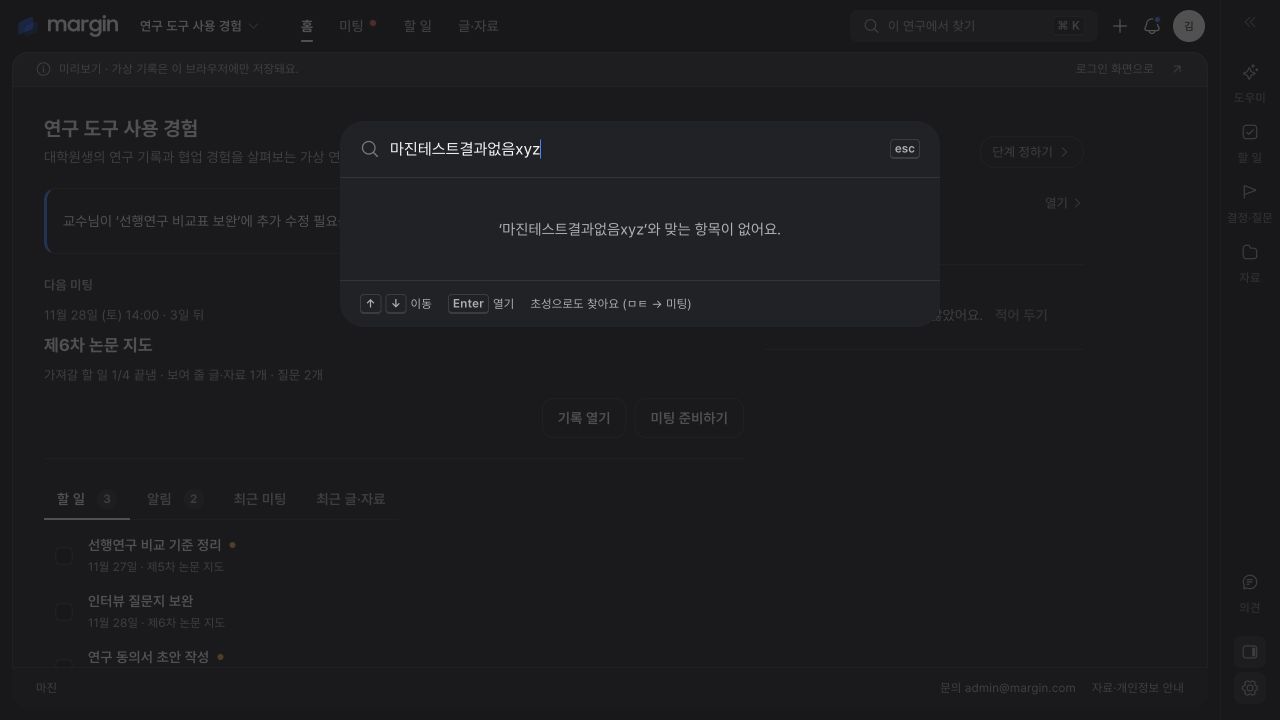 margin 연구 도구 사용 경험 홈 미팅 할 일 글·자료 이 연구에서 찾기 ⌘ K 김
미리보기 · 가상 기록은 이 브라우저에만 저장돼요. 로그인 화면으로
연구 도구 사용 경험
대학원생의 연구 기록과 협업 경험을 살펴보는 가상 연
단계 정하기
마진테스트결과없음xyz esc
'마진테스트결과없음xyz'와 맞는 항목이 없어요.
↑ ↓ 이동 Enter 열기 초성으로도 찾아요 (ㅁㅌ → 미팅)
교수님이 '선행연구 비교표 보완'에 추가 수정 필요
열기
다음 미팅
11월 28일 (토) 14:00 · 3일 뒤
제6차 논문 지도
가져갈 할 일 1/4 끝냄 · 보여 줄 글·자료 1개 · 질문 2개
않았어요. 적어 두기
기록 열기 미팅 준비하기
할 일 3 알림 2 최근 미팅 최근 글·자료
선행연구 비교 기준 정리
11월 27일 · 제5차 논문 지도
인터뷰 질문지 보완
11월 28일 · 제6차 논문 지도
연구 동의서 초안 작성
마진 문의 admin@margin.com 자료·개인정보 안내
도우미
할 일
결정·질문
자료
의견